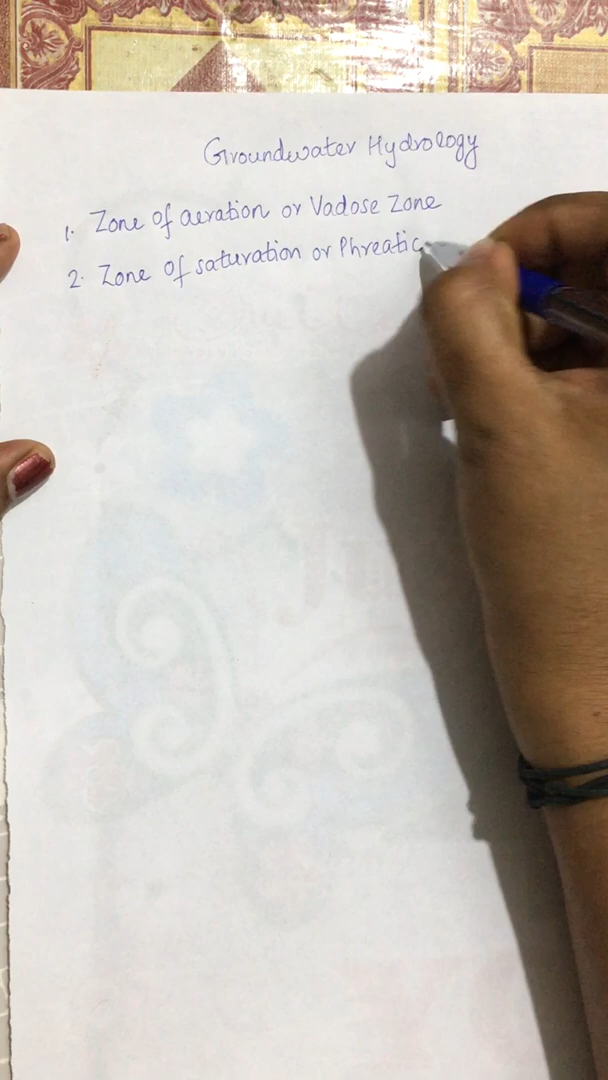 Groundwater Hydrology
1. Zone of aeration or Vadose Zone
2. Zone of saturation or Phreatic